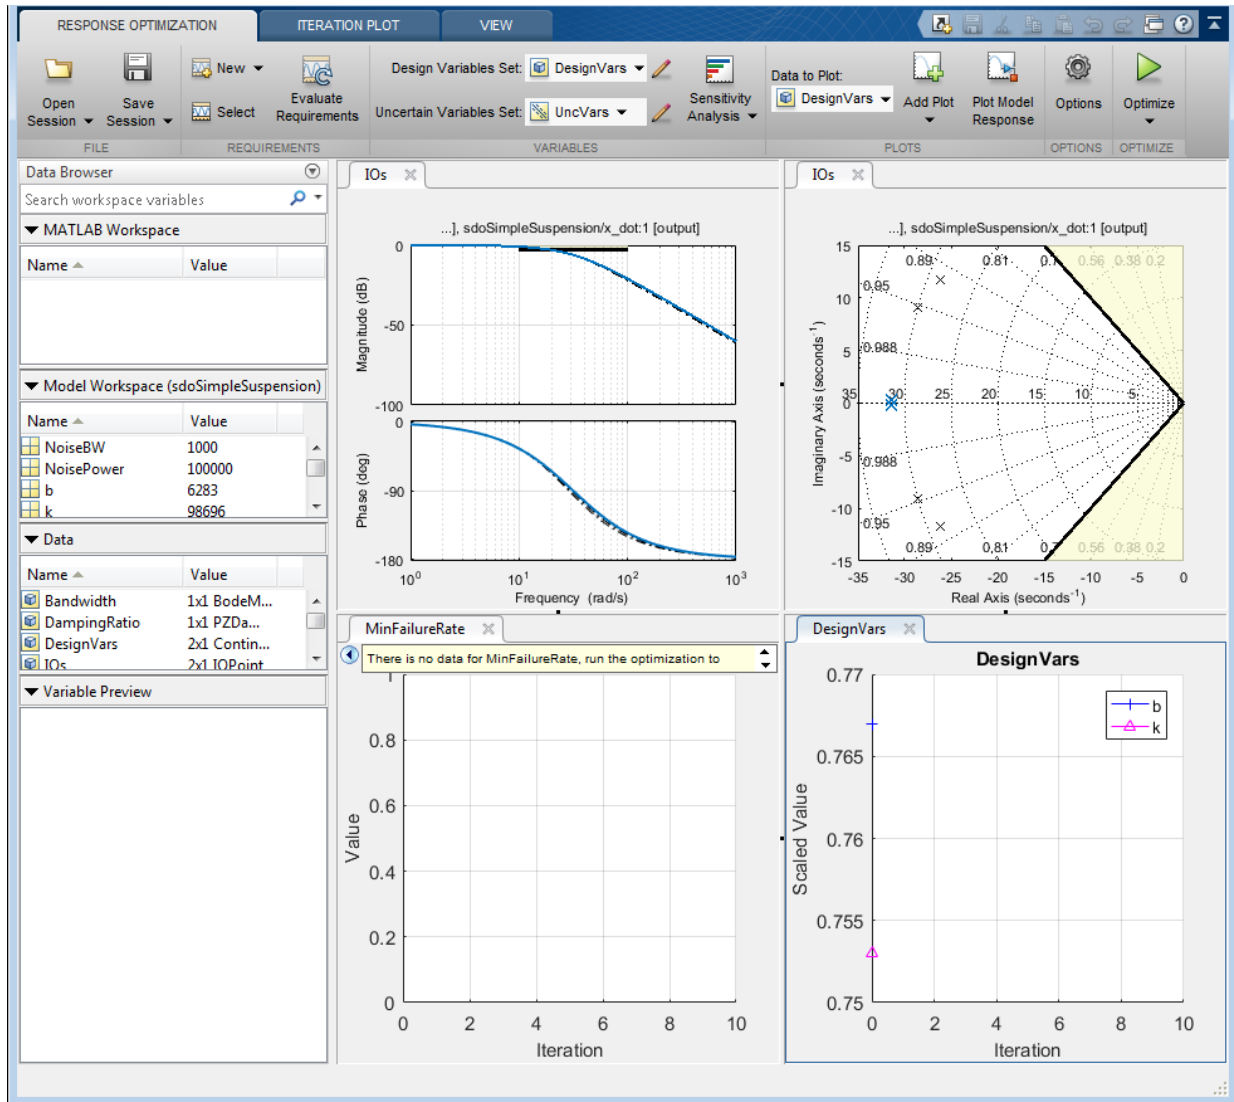 RESPONSE OPTIMIZATION ITERATION PLOT VIEW
Open Session Save Session
New
Select
Evaluate Requirements
Design Variables Set: DesignVars
Uncertain Variables Set: UncVars
Sensitivity Analysis
Data to Plot:
DesignVars
Add Plot
Plot Model Response
Options
Optimize
FILE REQUIREMENTS VARIABLES PLOTS OPTIONS OPTIMIZE
Data Browser
Search workspace variables
MATLAB Workspace
Name Value
Model Workspace (sdoSimpleSuspension)
Name Value
NoiseBW 1000
NoisePower 100000
b 6283
k 98696
Data
Name Value
Bandwidth 1x1 BodeM...
DampingRatio 1x1 PZDa...
DesignVars 2x1 Contin...
IOs 2x1 IOPoint
Variable Preview
IOs
...], sdoSimpleSuspension/x_dot:1 [output]
Magnitude (dB)
0
-50
-100
Phase (deg)
0
-90
-180
10^0 10^1 10^2 10^3
Frequency (rad/s)
IOs
...], sdoSimpleSuspension/x_dot:1 [output]
Imaginary Axis (seconds^-1)
15
10
5
0
-5
-10
-15
0.89 0.81 0.7 0.56 0.38 0.2
0.95
0.988
35 30 25 20 15 10 5
0.988
0.95
0.89 0.81 0.7 0.56 0.38 0.2
-35 -30 -25 -20 -15 -10 -5 0
Real Axis (seconds^-1)
MinFailureRate
There is no data for MinFailureRate, run the optimization to
Value
1
0.8
0.6
0.4
0.2
0
0 2 4 6 8 10
Iteration
DesignVars
DesignVars
Scaled Value
0.77
0.765
0.76
0.755
0.75
b
k
0 2 4 6 8 10
Iteration